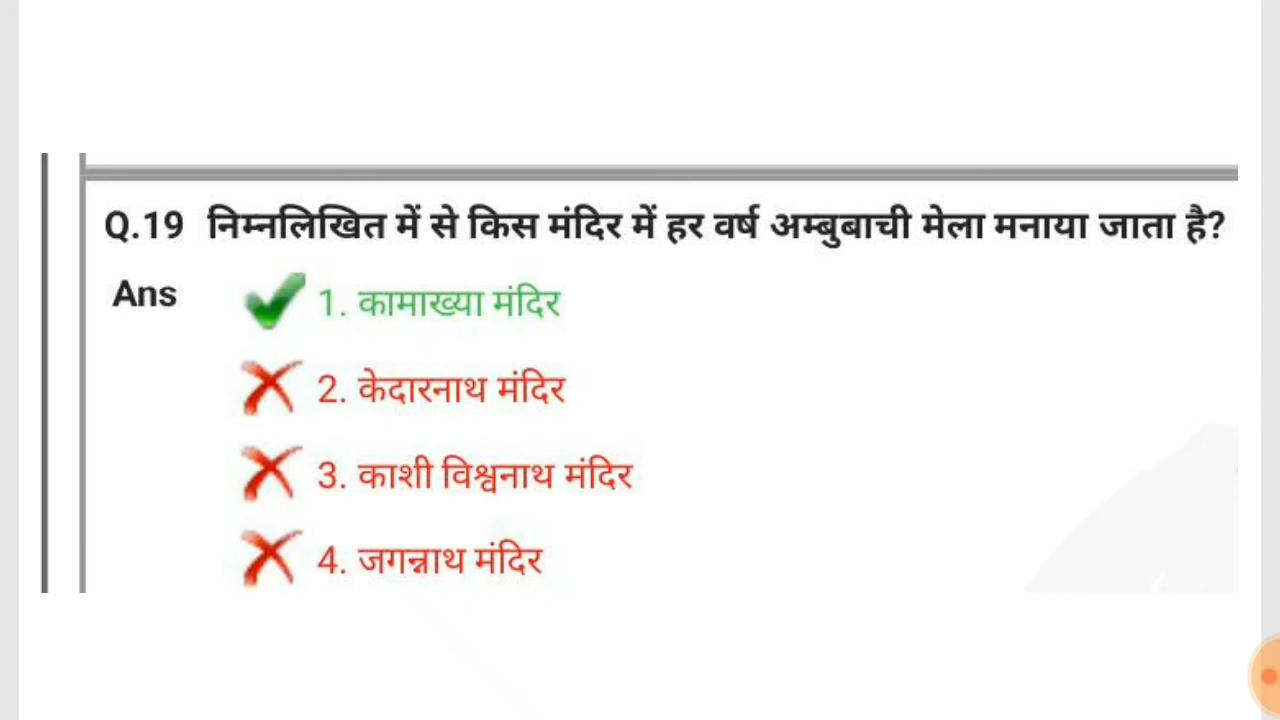 Q.19 निम्नलिखित में से किस मंदिर में हर वर्ष अम्बुबाची मेला मनाया जाता है?
Ans 1. कामाख्या मंदिर
2. केदारनाथ मंदिर
3. काशी विश्वनाथ मंदिर
4. जगन्नाथ मंदिर